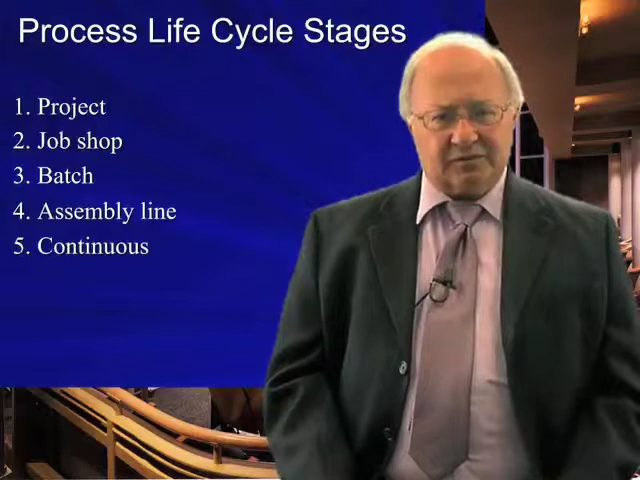 Process Life Cycle Stages
1. Project
2. Job shop
3. Batch
4. Assembly line
5. Continuous